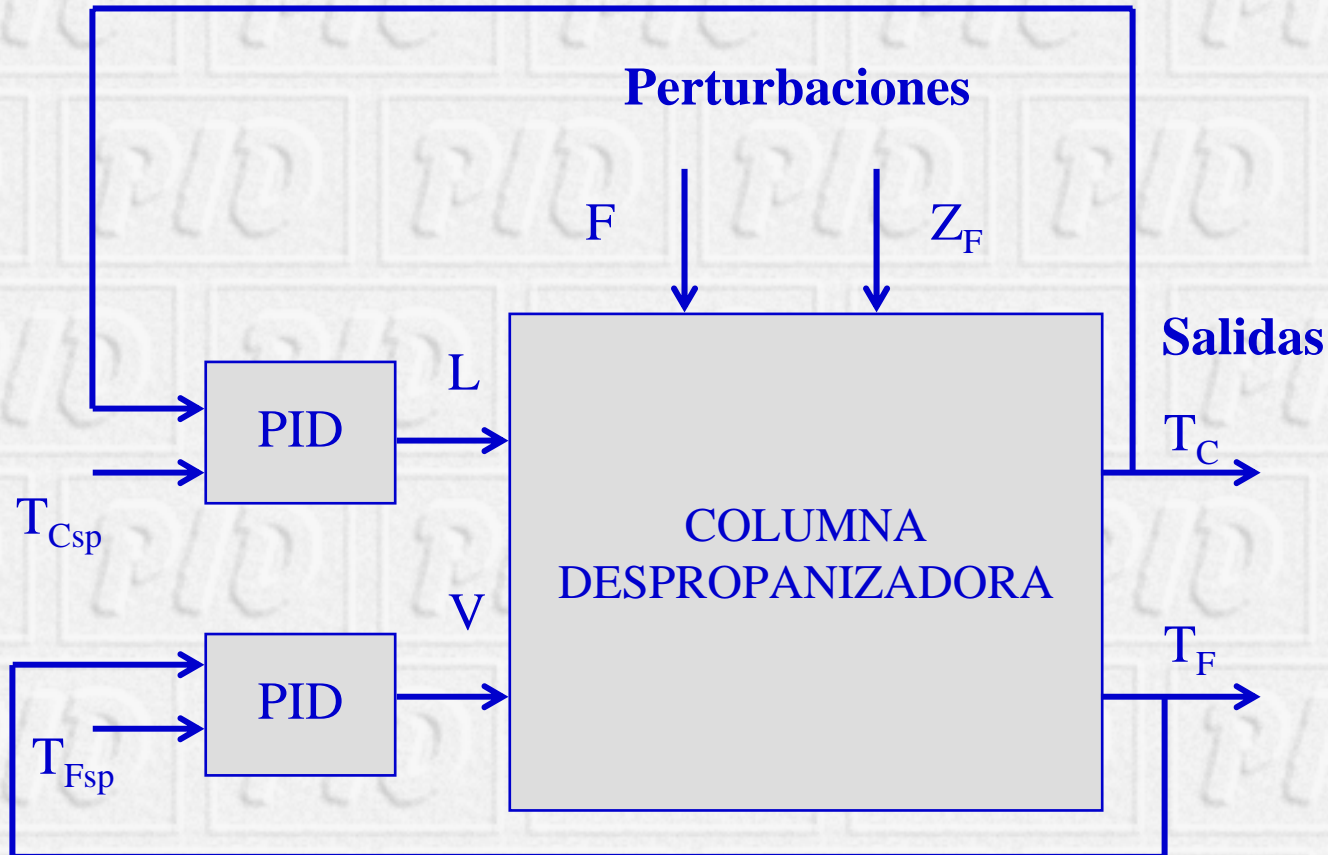 Perturbaciones
F
Z_F
Salidas
L
PID
T_C
T_Csp
COLUMNA
DESPROPANIZADORA
V
T_F
PID
T_Fsp